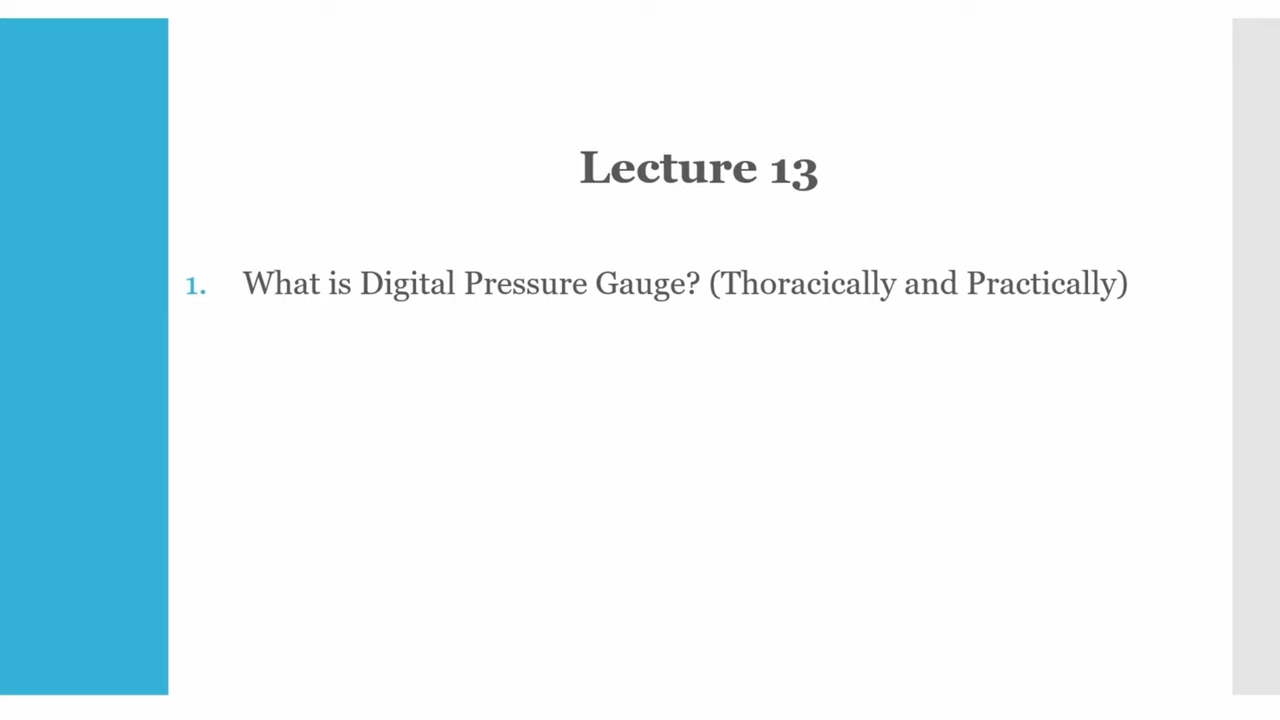 Lecture 13
1. What is Digital Pressure Gauge? (Thoracically and Practically)